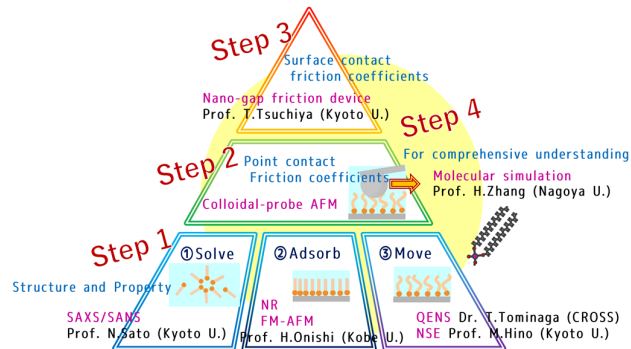 Step 3
Surface contact
friction coefficients
Nano-gap friction device
Prof. T.Tsuchiya (Kyoto U.)
Step 4
For comprehensive understanding
Molecular simulation
Prof. H.Zhang (Nagoya U.)
Step 2
Point contact
Friction coefficients
Colloidal-probe AFM
Step 1
Structure and Property
①Solve
SAXS/SANS
Prof. N.Sato (Kyoto U.)
②Adsorb
NR
FM-AFM
Prof. H.Onishi (Kobe U.)
③Move
QENS Dr. T.Tominaga (CROSS)
NSE Prof. M.Hino (Kyoto U.)